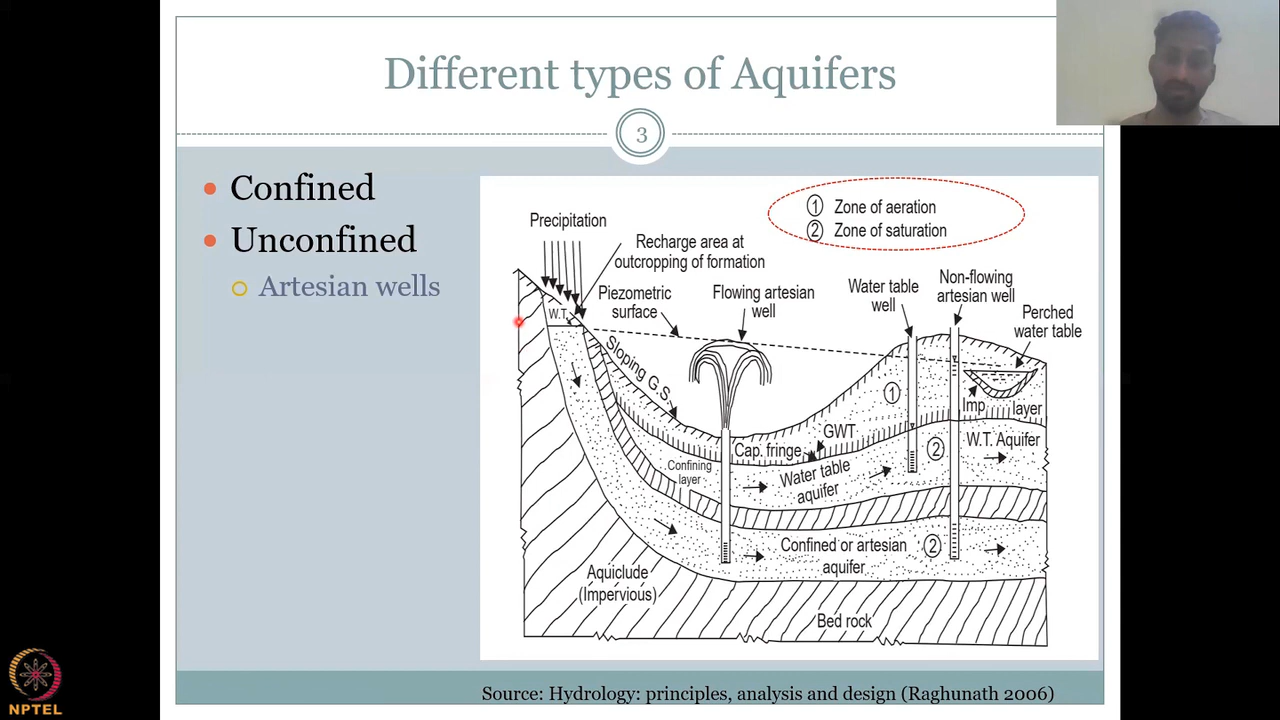 Different types of Aquifers
3
Confined
Unconfined
Artesian wells
1 Zone of aeration
2 Zone of saturation
Precipitation
Recharge area at
outcropping of formation
Piezometric
surface
Flowing artesian
well
Water table
well
Non-flowing
artesian well
Perched
water table
W.T.
Sloping G.S.
1
Imp layer
GWT
Cap. fringe
Confining
layer
Water table
aquifer
2
W.T. Aquifer
Confined or artesian
aquifer
2
Aquiclude
(Impervious)
Bed rock
Source: Hydrology: principles, analysis and design (Raghunath 2006)
NPTEL